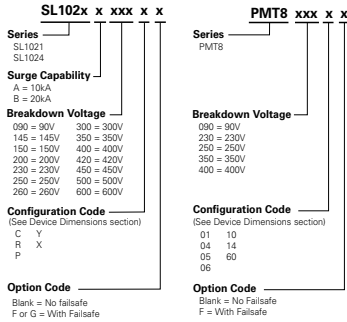 SL102x x xxx x x
Series
SL1021
SL1024
Surge Capability
A = 10kA
B = 20kA
Breakdown Voltage
090 = 90V 300 = 300V
145 = 145V 350 = 350V
150 = 150V 400 = 400V
200 = 200V 420 = 420V
230 = 230V 450 = 450V
250 = 250V 500 = 500V
260 = 260V 600 = 600V
Configuration Code
(See Device Dimensions section)
C Y
R X
P
Option Code
Blank = No failsafe
F or G = With Failsafe
PMT8 xxx x x
Series
PMT8
Breakdown Voltage
090 = 90V
230 = 230V
250 = 250V
350 = 350V
400 = 400V
Configuration Code
(See Device Dimensions section)
01 10
04 14
05 60
06
Option Code
Blank = No Failsafe
F = With Failsafe